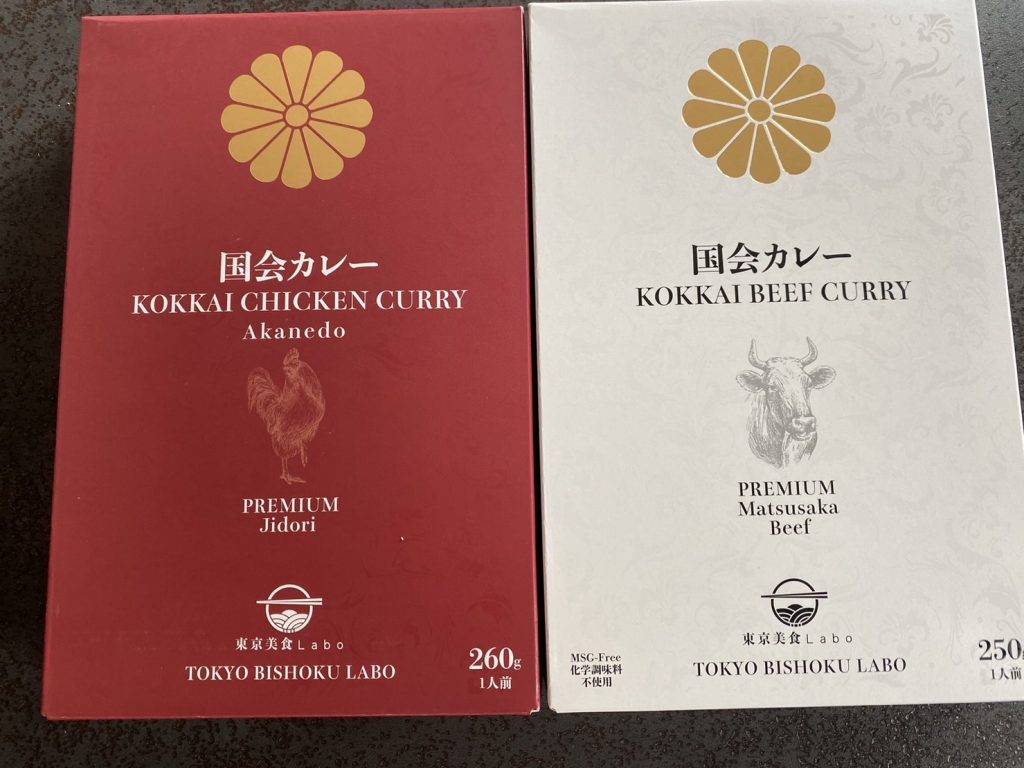 国会カレー
KOKKAI CHICKEN CURRY
Akanedo
PREMIUM
Jidori
東京美食Labo
TOKYO BISHOKU LABO
260g
1人前
国会カレー
KOKKAI BEEF CURRY
PREMIUM
Matsusaka
Beef
東京美食Labo
MSG-Free
化学調味料
不使用
TOKYO BISHOKU LABO
250g
1人前